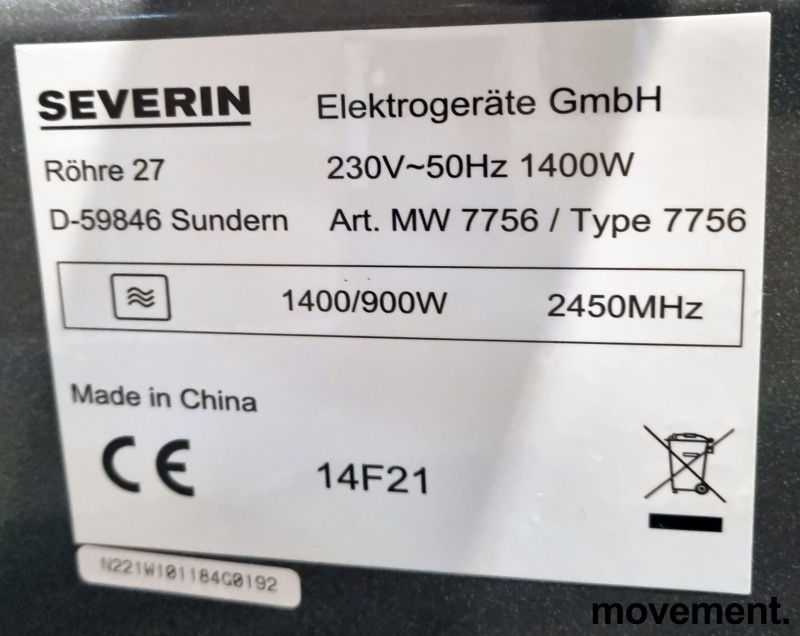 SEVERIN Elektrogeräte GmbH
Röhre 27 230V~50Hz 1400W
D-59846 Sundern Art. MW 7756 / Type 7756
1400/900W 2450MHz
Made in China
CE 14F21
N221W101184G0192
movement.